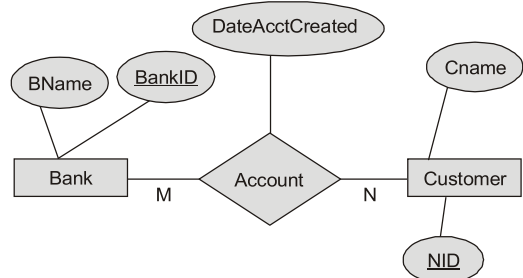 DateAcctCreated
BName
BankID
Cname
Bank
M
Account
N
Customer
NID